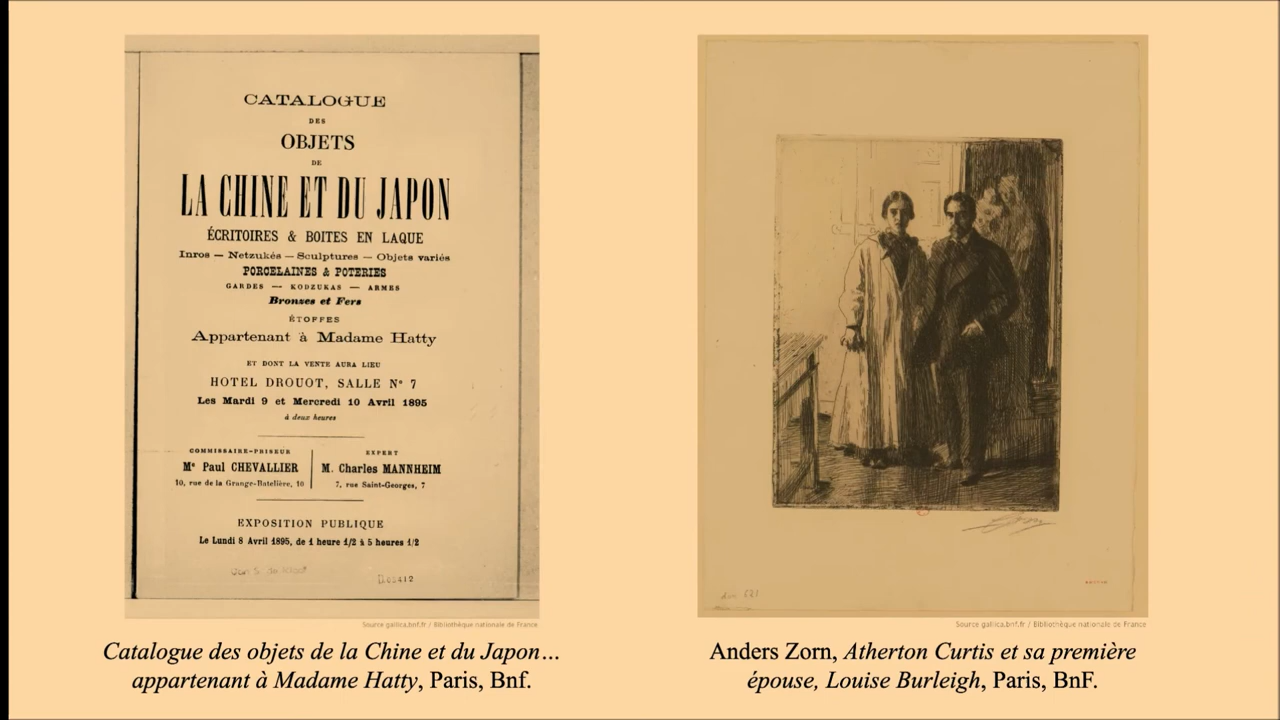 CATALOGUE
DES
OBJETS
DE
LA CHINE ET DU JAPON
ÉCRITOIRES & BOITES EN LAQUE
Inros — Netzukés — Sculptures — Objets variés
PORCELAINES & POTERIES
GARDES — KODZUKAS — ARMES
Bronzes et Fers
ÉTOFFES
Appartenant à Madame Hatty
ET DONT LA VENTE AURA LIEU
HOTEL DROUOT, SALLE N° 7
Les Mardi 9 et Mercredi 10 Avril 1895
à deux heures
COMMISSAIRE-PRISEUR
Me Paul CHEVALLIER
10, rue de la Grange-Batelière, 10
EXPERT
M. Charles MANNHEIM
7, rue Saint-Georges, 7
EXPOSITION PUBLIQUE
Le Lundi 8 Avril 1895, de 1 heure 1/2 à 5 heures 1/2
Source gallica.bnf.fr / Bibliothèque nationale de France
Catalogue des objets de la Chine et du Japon…
appartenant à Madame Hatty, Paris, Bnf.
Source gallica.bnf.fr / Bibliothèque nationale de France
Anders Zorn, Atherton Curtis et sa première
épouse, Louise Burleigh, Paris, BnF.